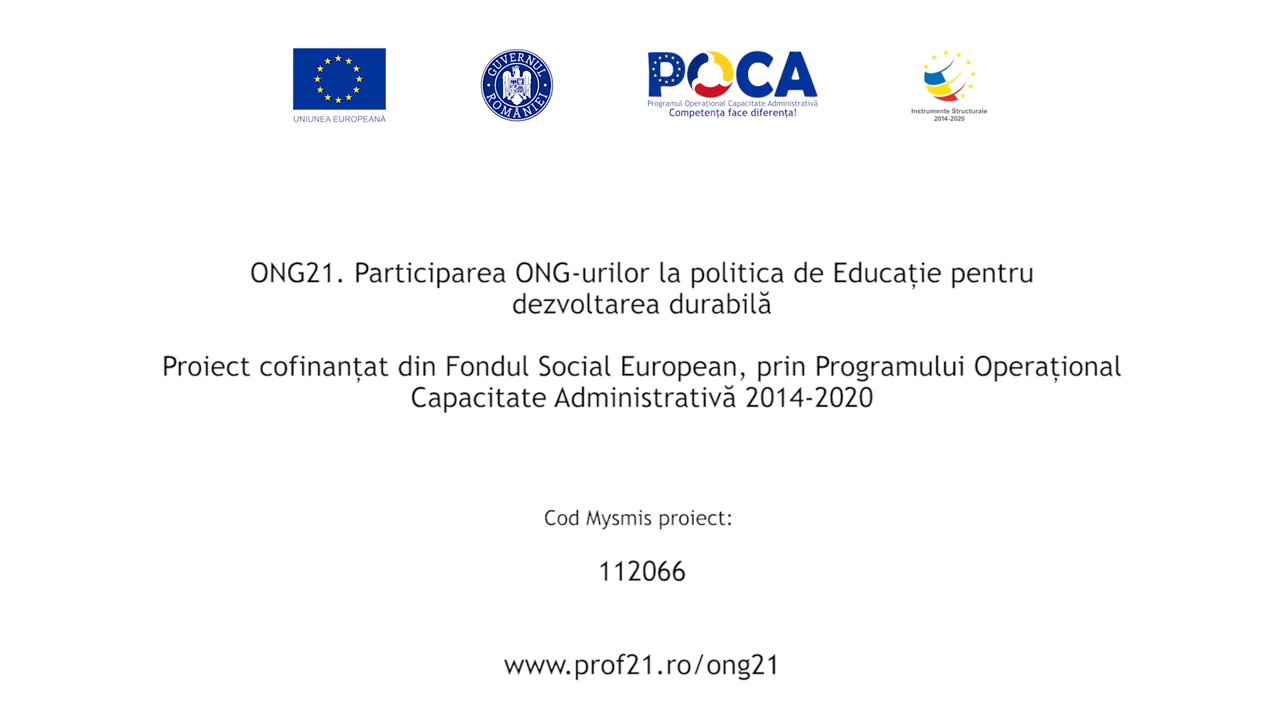 UNIUNEA EUROPEANĂ
GUVERNUL ROMÂNIEI
POCA
Programul Operațional Capacitate Administrativă
Competența face diferența!
Instrumente Structurale
2014-2020
ONG21. Participarea ONG-urilor la politica de Educație pentru
dezvoltarea durabilă
Proiect cofinanțat din Fondul Social European, prin Programului Operațional
Capacitate Administrativă 2014-2020
Cod Mysmis proiect:
112066
www.prof21.ro/ong21